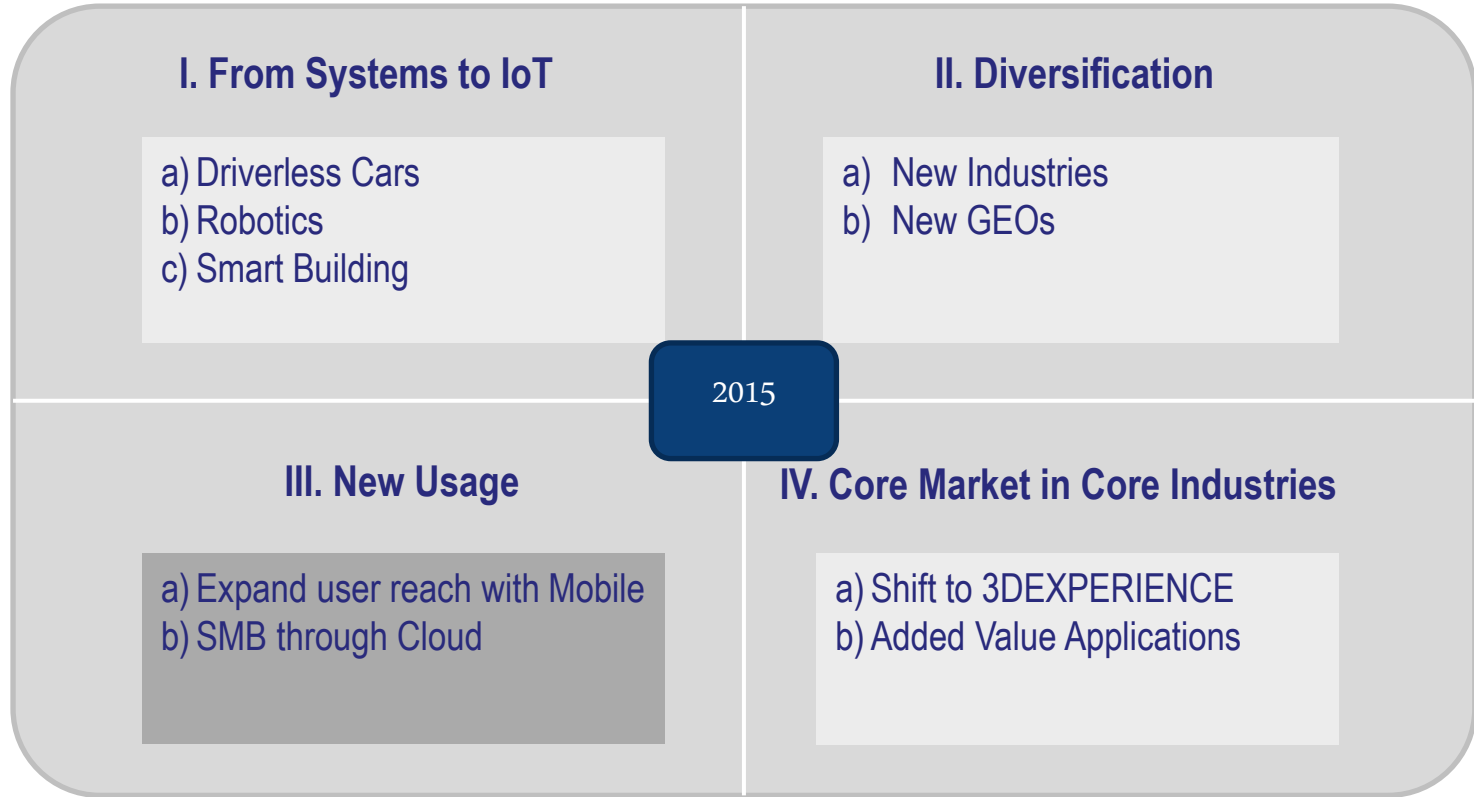 I. From Systems to IoT
a) Driverless Cars
b) Robotics
c) Smart Building
II. Diversification
a) New Industries
b) New GEOs
2015
III. New Usage
a) Expand user reach with Mobile
b) SMB through Cloud
IV. Core Market in Core Industries
a) Shift to 3DEXPERIENCE
b) Added Value Applications